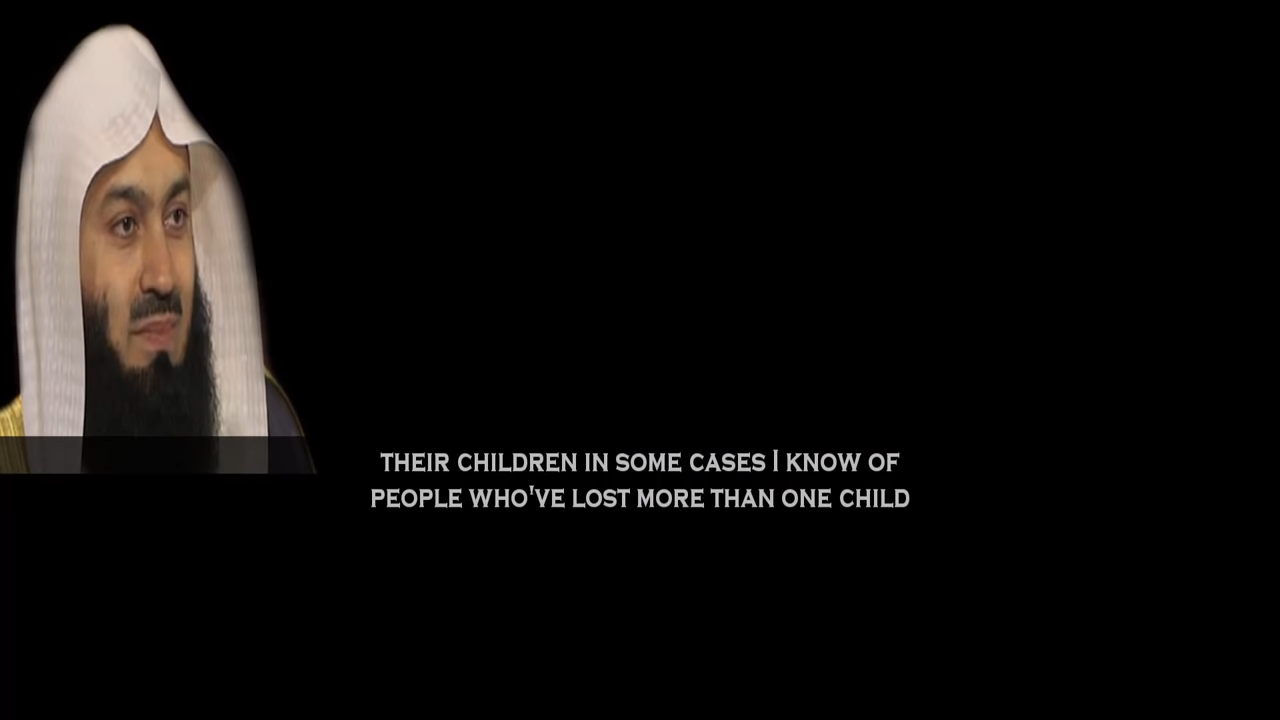 THEIR CHILDREN IN SOME CASES I KNOW OF
PEOPLE WHO'VE LOST MORE THAN ONE CHILD